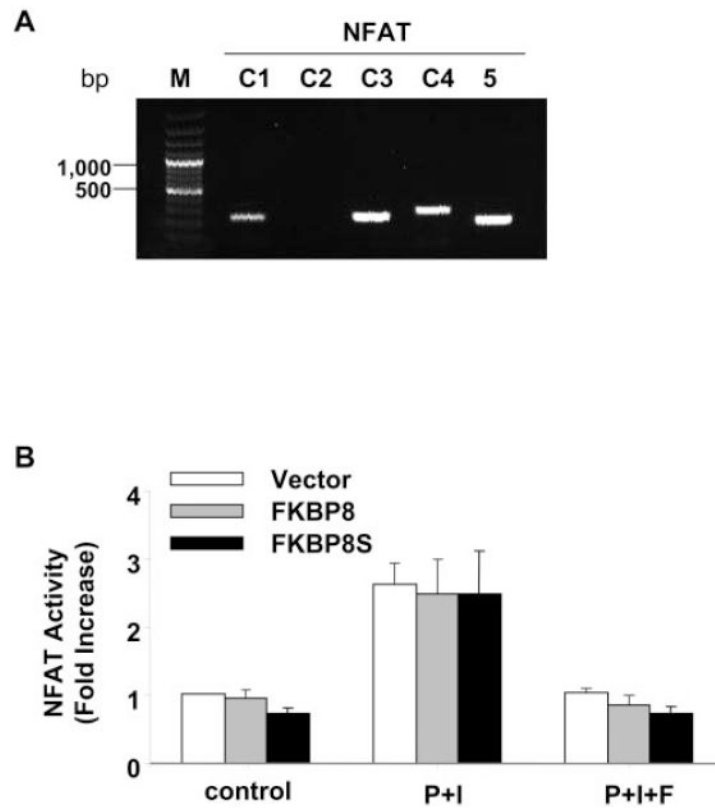 A
NFAT
bp M C1 C2 C3 C4 5
1,000
500
B
Vector
FKBP8
FKBP8S
NFAT Activity
(Fold Increase)
4
3
2
1
0
control P+I P+I+F